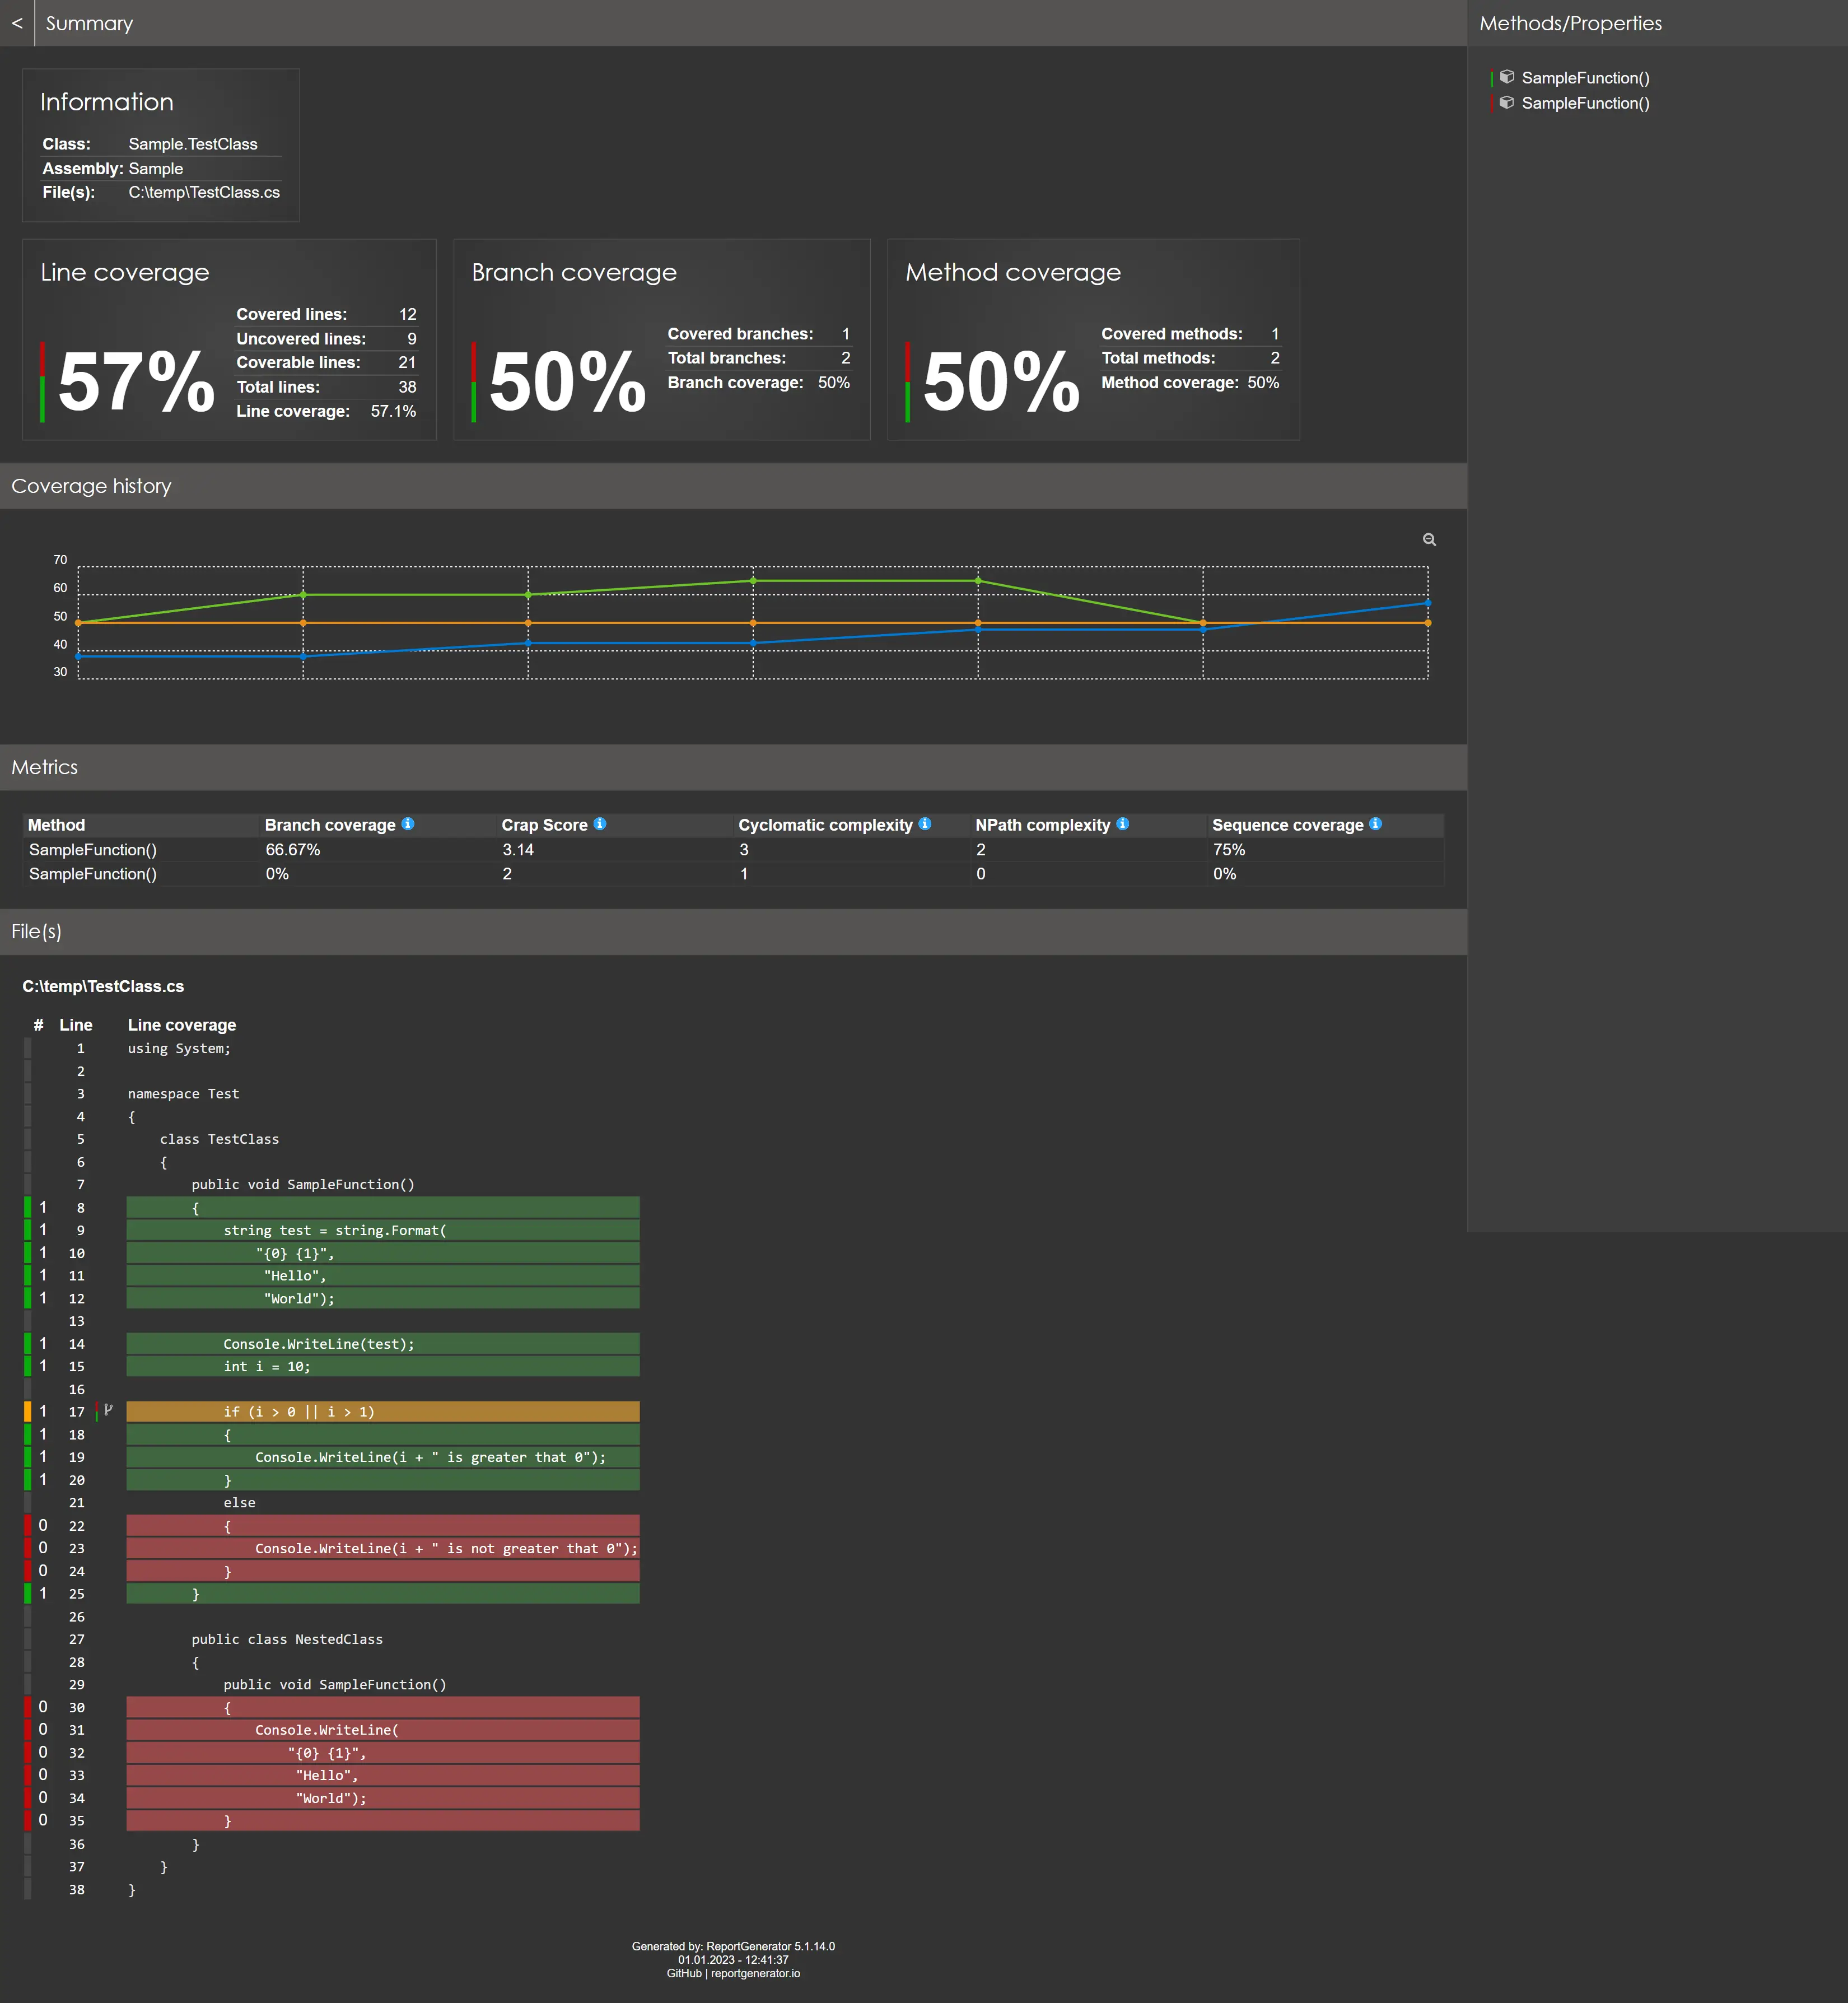 < Summary
Information
Class: Sample.TestClass
Assembly: Sample
File(s): C:\temp\TestClass.cs
Line coverage
57%
Covered lines: 12
Uncovered lines: 9
Coverable lines: 21
Total lines: 38
Line coverage: 57.1%
Branch coverage
50%
Covered branches: 1
Total branches: 2
Branch coverage: 50%
Method coverage
50%
Covered methods: 1
Total methods: 2
Method coverage: 50%
Coverage history
70
60
50
40
30
Metrics
Method Branch coverage Crap Score Cyclomatic complexity NPath complexity Sequence coverage
SampleFunction() 66.67% 3.14 3 2 75%
SampleFunction() 0% 2 1 0 0%
File(s)
C:\temp\TestClass.cs
# Line Line coverage
1 using System;
2
3 namespace Test
4 {
5 class TestClass
6 {
7 public void SampleFunction()
1 8 {
1 9 string test = string.Format(
1 10 "{0} {1}",
1 11 "Hello",
1 12 "World");
13
1 14 Console.WriteLine(test);
1 15 int i = 10;
16
1 17 if (i > 0 || i > 1)
1 18 {
1 19 Console.WriteLine(i + " is greater that 0");
1 20 }
21 else
0 22 {
0 23 Console.WriteLine(i + " is not greater that 0");
0 24 }
1 25 }
26
27 public class NestedClass
28 {
29 public void SampleFunction()
0 30 {
0 31 Console.WriteLine(
0 32 "{0} {1}",
0 33 "Hello",
0 34 "World");
0 35 }
36 }
37 }
38 }
Generated by: ReportGenerator 5.1.14.0
01.01.2023 - 12:41:37
GitHub | reportgenerator.io
Methods/Properties
SampleFunction()
SampleFunction()